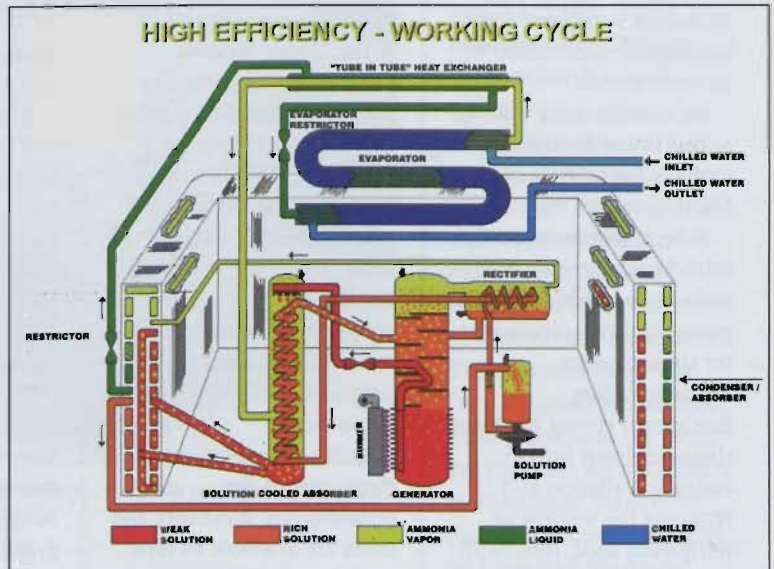 HIGH EFFICIENCY - WORKING CYCLE
"TUBE IN TUBE" HEAT EXCHANGER
EVAPORATOR
RESTRICTOR
EVAPORATOR
CHILLED WATER
INLET
CHILLED WATER
OUTLET
RECTIFIER
RESTRICTOR
CONDENSER /
ABSORBER
BURNER
SOLUTION
PUMP
SOLUTION COOLED ABSORBER
GENERATOR
WEAK
SOLUTION
RICH
SOLUTION
AMMONIA
VAPOR
AMMONIA
LIQUID
CHILLED
WATER